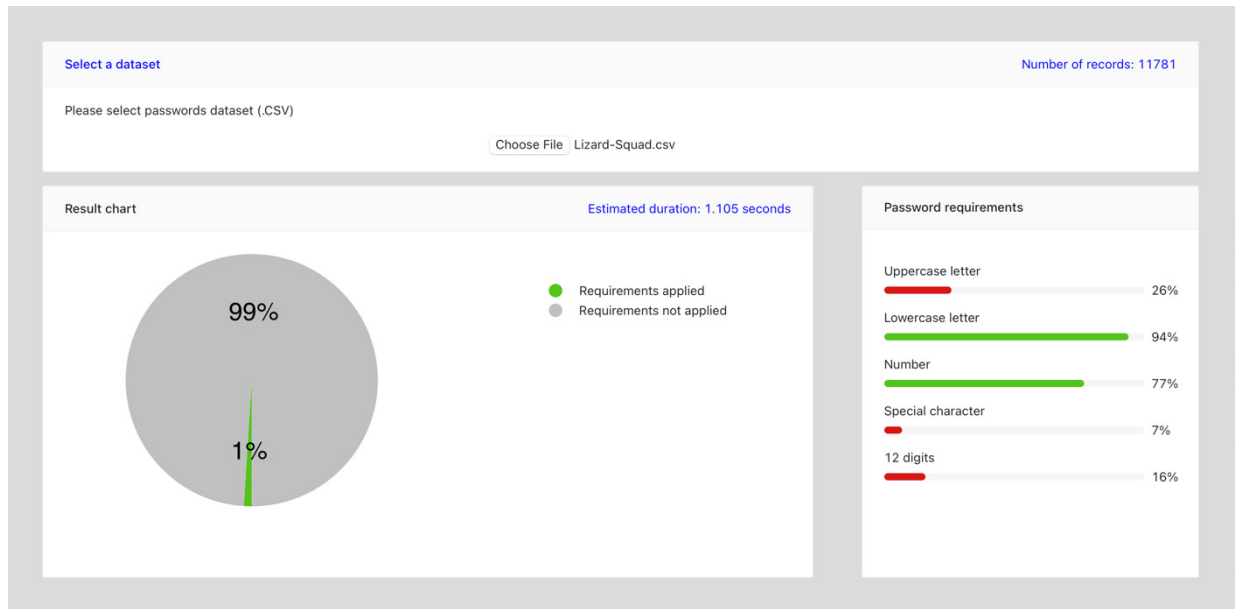 Select a dataset
Number of records: 11781
Please select passwords dataset (.CSV)
Choose File Lizard-Squad.csv
Result chart
Estimated duration: 1.105 seconds
99%
1%
Requirements applied
Requirements not applied
Password requirements
Uppercase letter
26%
Lowercase letter
94%
Number
77%
Special character
7%
12 digits
16%